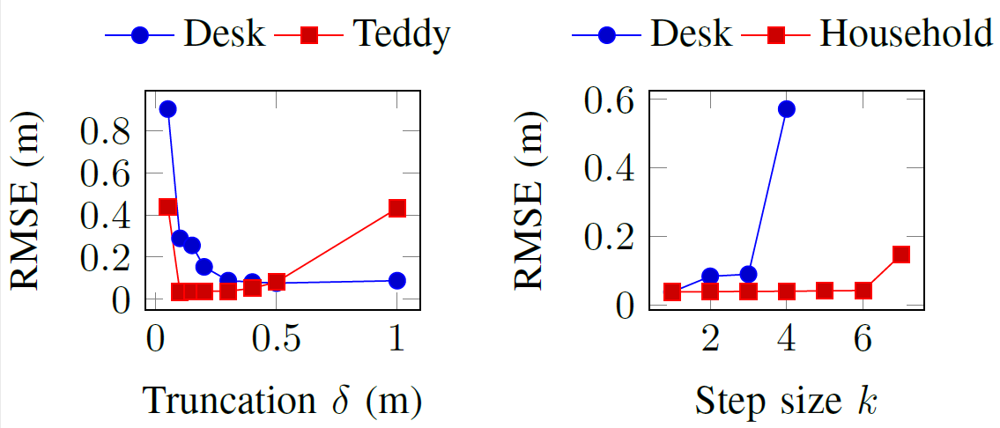 Desk Teddy
RMSE (m)
0.8
0.6
0.4
0.2
0
0 0.5 1
Truncation δ (m)
Desk Household
RMSE (m)
0.6
0.4
0.2
0
2 4 6
Step size k